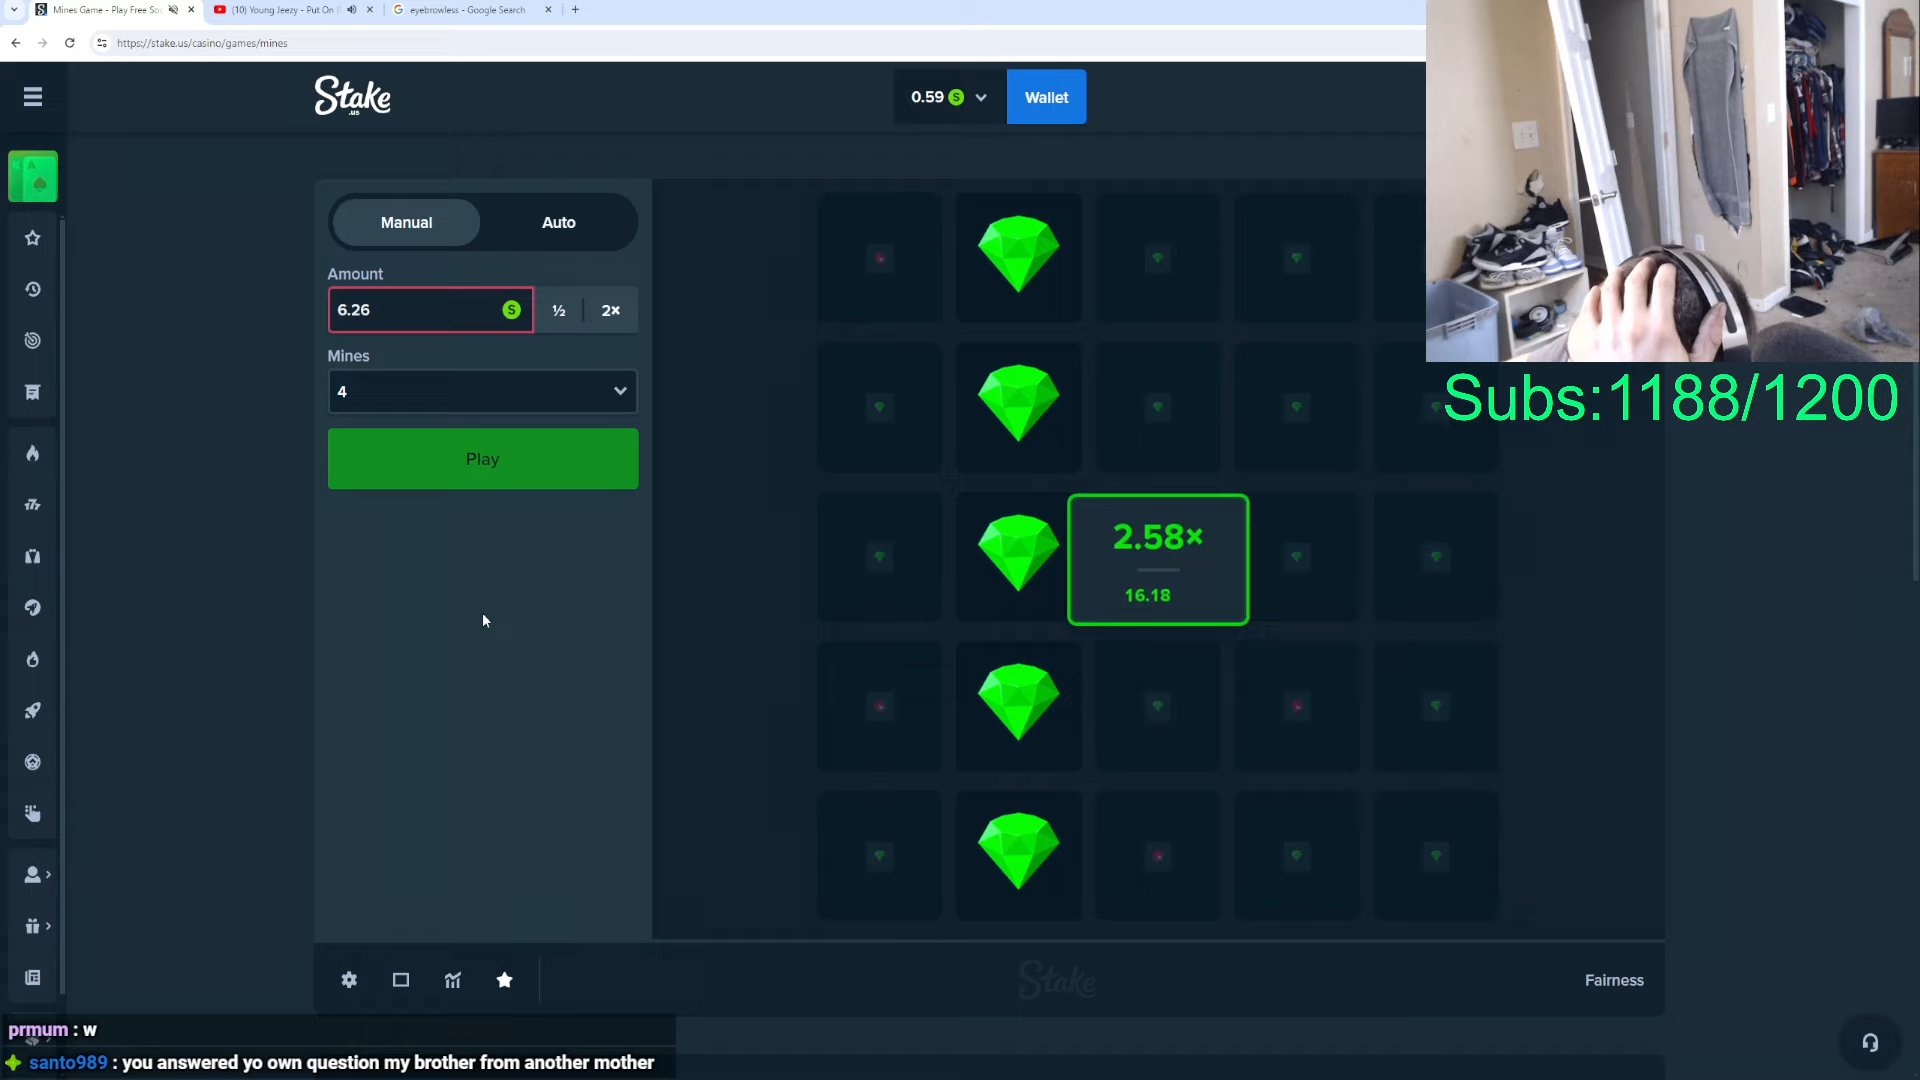 Mines Game - Play Free So
(10) Young Jeezy - Put On
eyebrowless - Google Search
https://stake.us/casino/games/mines
Stake
.us
0.59 S
Wallet
Manual
Auto
Amount
6.26 S
½
2×
Mines
4
Play
2.58×
16.18
Subs:1188/1200
Stake
Fairness
prmum : w
santo989 : you answered yo own question my brother from another mother